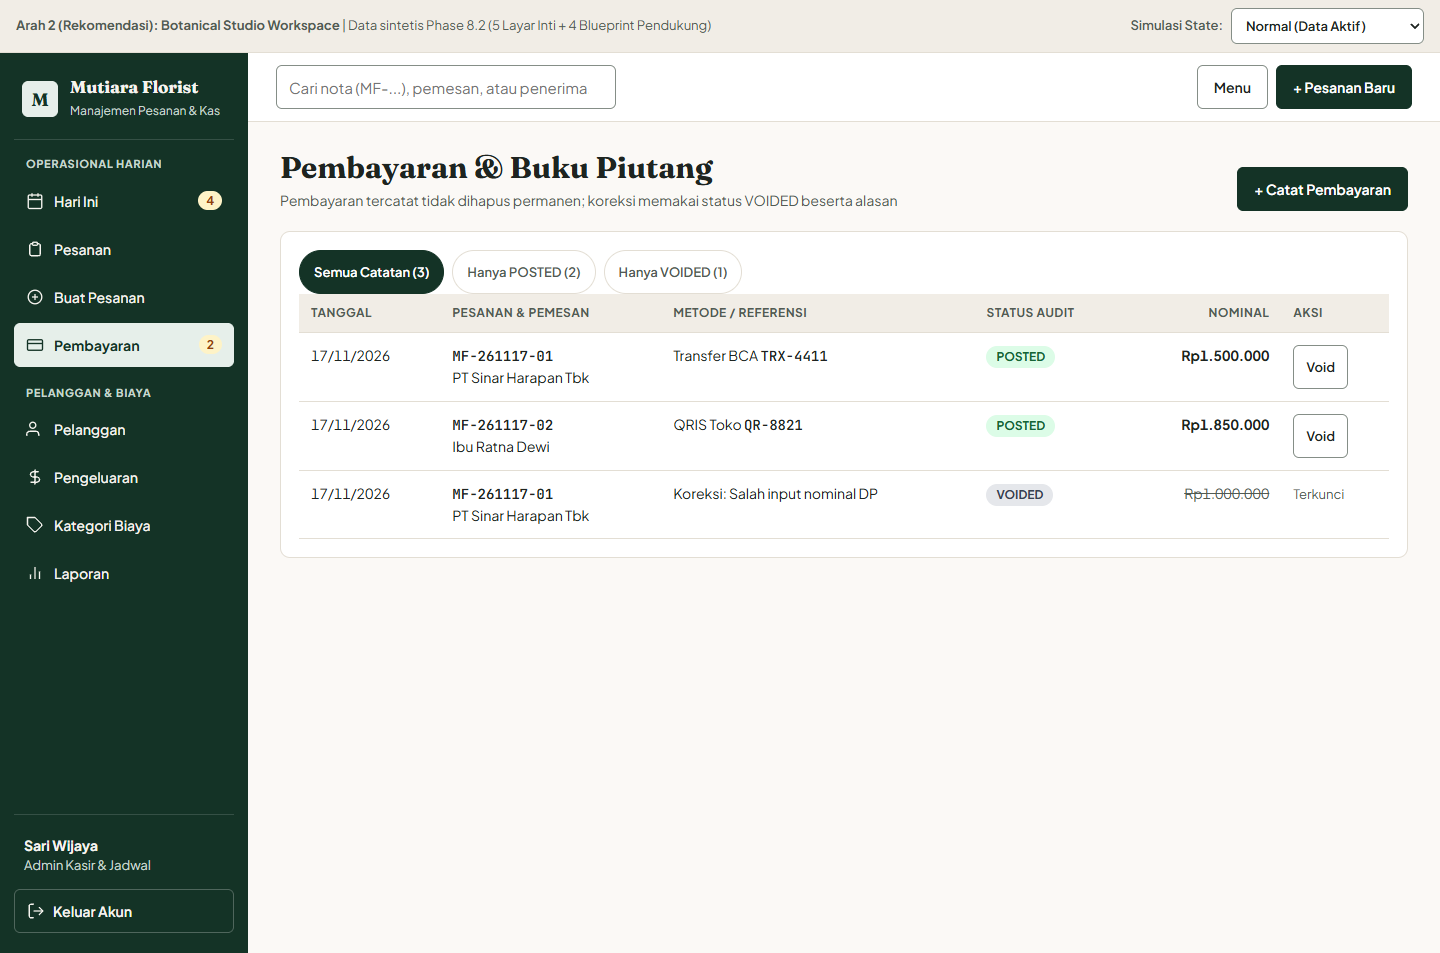 Arah 2 (Rekomendasi): Botanical Studio Workspace | Data sintetis Phase 8.2 (5 Layar Inti + 4 Blueprint Pendukung)
Simulasi State: Normal (Data Aktif)
M
Mutiara Florist
Manajemen Pesanan & Kas
OPERASIONAL HARIAN
Hari Ini 4
Pesanan
Buat Pesanan
Pembayaran 2
PELANGGAN & BIAYA
Pelanggan
Pengeluaran
Kategori Biaya
Laporan
Sari Wijaya
Admin Kasir & Jadwal
Keluar Akun
Cari nota (MF-...), pemesan, atau penerima
Menu
+ Pesanan Baru
Pembayaran & Buku Piutang
Pembayaran tercatat tidak dihapus permanen; koreksi memakai status VOIDED beserta alasan
+ Catat Pembayaran
Semua Catatan (3) Hanya POSTED (2) Hanya VOIDED (1)
TANGGAL PESANAN & PEMESAN METODE / REFERENSI STATUS AUDIT NOMINAL AKSI
17/11/2026 MF-261117-01 Transfer BCA TRX-4411 POSTED Rp1.500.000 Void
PT Sinar Harapan Tbk
17/11/2026 MF-261117-02 QRIS Toko QR-8821 POSTED Rp1.850.000 Void
Ibu Ratna Dewi
17/11/2026 MF-261117-01 Koreksi: Salah input nominal DP VOIDED Rp1.000.000 Terkunci
PT Sinar Harapan Tbk